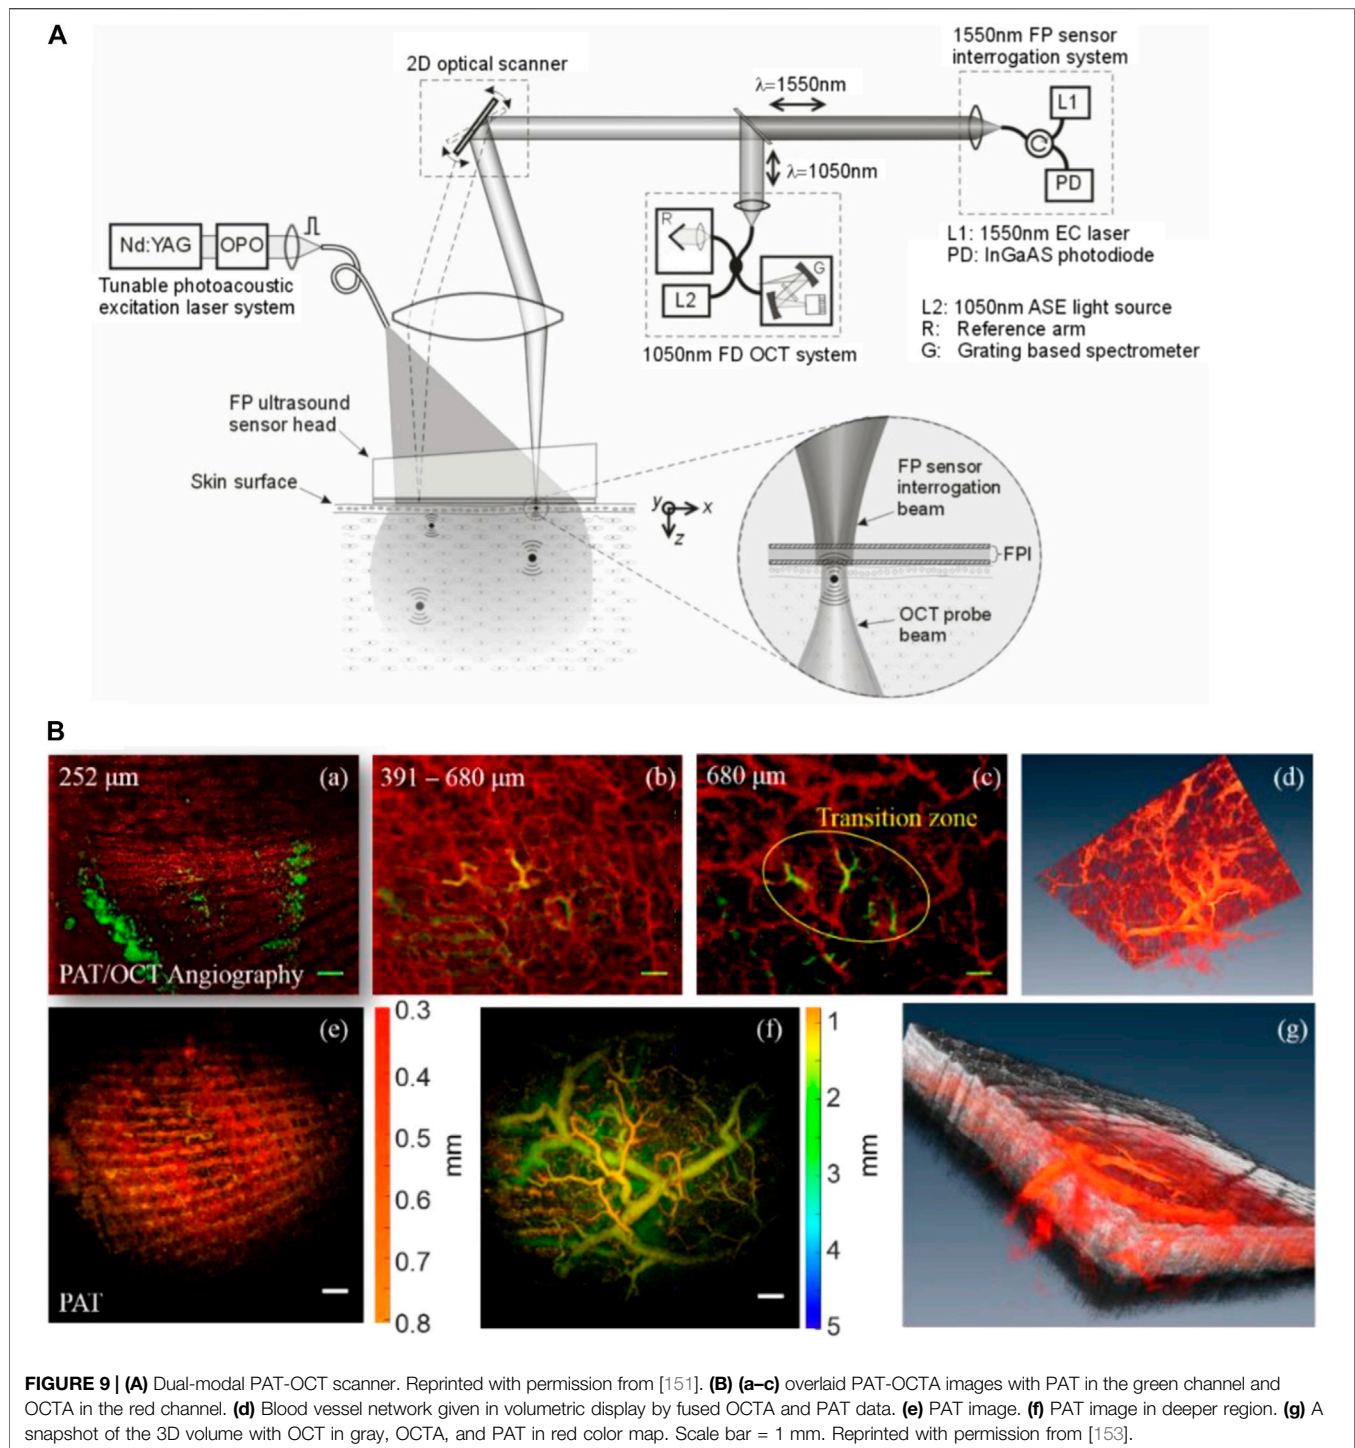 A
2D optical scanner
λ=1550nm
1550nm FP sensor
interrogation system
L1
PD
λ=1050nm
R
G
L2
1050nm FD OCT system
L1: 1550nm EC laser
PD: InGaAS photodiode
L2: 1050nm ASE light source
R: Reference arm
G: Grating based spectrometer
Nd:YAG
OPO
Tunable photoacoustic
excitation laser system
FP ultrasound
sensor head
Skin surface
y
x
z
FP sensor
interrogation
beam
FPI
OCT probe
beam
B
252 μm
(a)
PAT/OCT Angiography
391 – 680 μm
(b)
680 μm
(c)
Transition zone
(d)
(e)
PAT
0.3
0.4
0.5
0.6
0.7
0.8
mm
(f)
1
2
3
4
5
mm
(g)
FIGURE 9 | (A) Dual-modal PAT-OCT scanner. Reprinted with permission from [151]. (B) (a–c) overlaid PAT-OCTA images with PAT in the green channel and
OCTA in the red channel. (d) Blood vessel network given in volumetric display by fused OCTA and PAT data. (e) PAT image. (f) PAT image in deeper region. (g) A
snapshot of the 3D volume with OCT in gray, OCTA, and PAT in red color map. Scale bar = 1 mm. Reprinted with permission from [153].